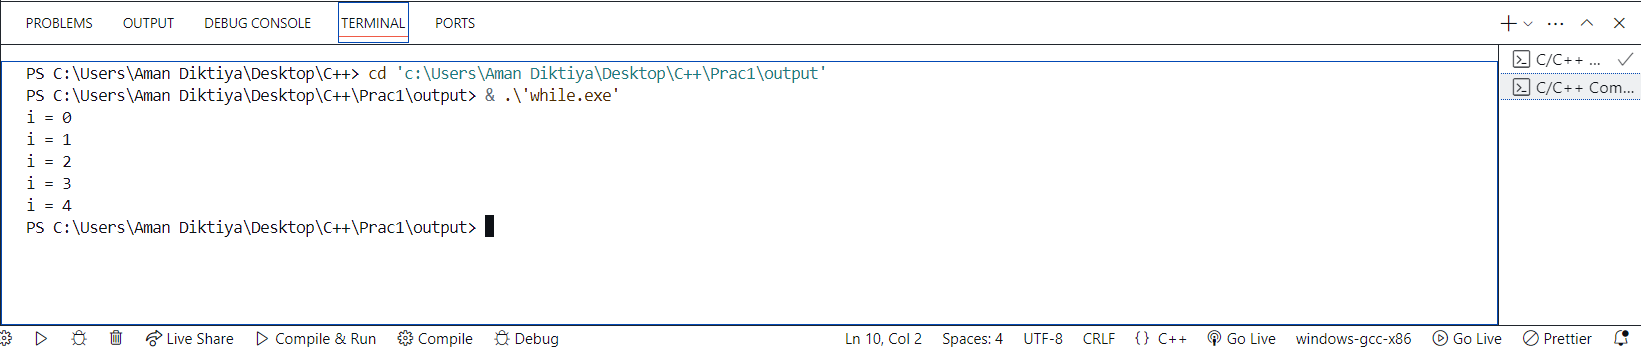 PROBLEMS OUTPUT DEBUG CONSOLE TERMINAL PORTS
PS C:\Users\Aman Diktiya\Desktop\C++> cd 'c:\Users\Aman Diktiya\Desktop\C++\Prac1\output'
PS C:\Users\Aman Diktiya\Desktop\C++\Prac1\output> & .\'while.exe'
i = 0
i = 1
i = 2
i = 3
i = 4
PS C:\Users\Aman Diktiya\Desktop\C++\Prac1\output>
C/C++ ...
C/C++ Com...
Live Share Compile & Run Compile Debug Ln 10, Col 2 Spaces: 4 UTF-8 CRLF {} C++ Go Live windows-gcc-x86 Go Live Prettier